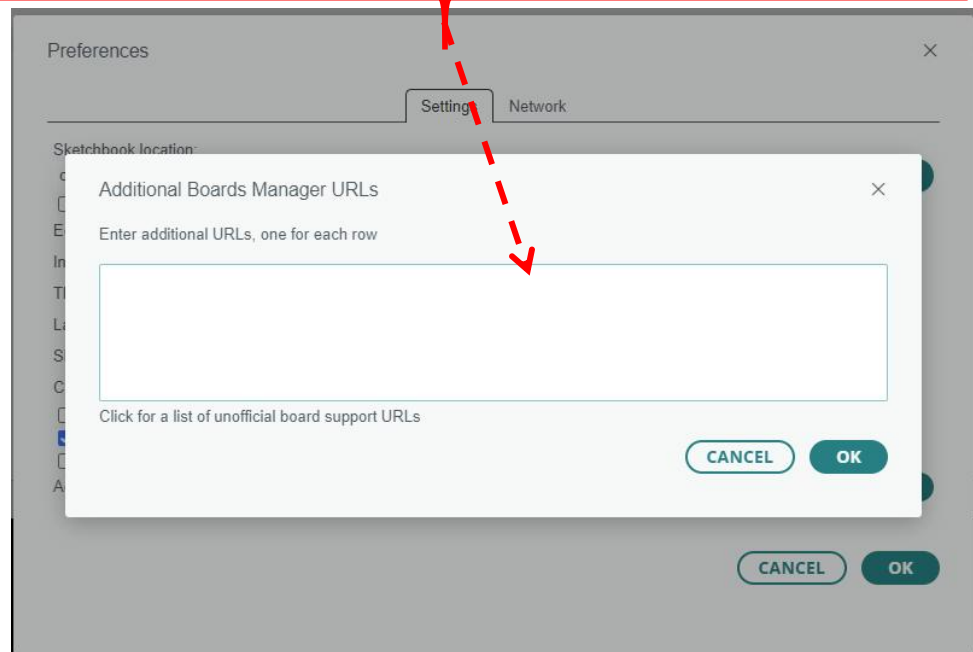 Preferences
Settings Network
Sketchbook location:
Additional Boards Manager URLs
Enter additional URLs, one for each row
Click for a list of unofficial board support URLs
CANCEL OK
CANCEL OK